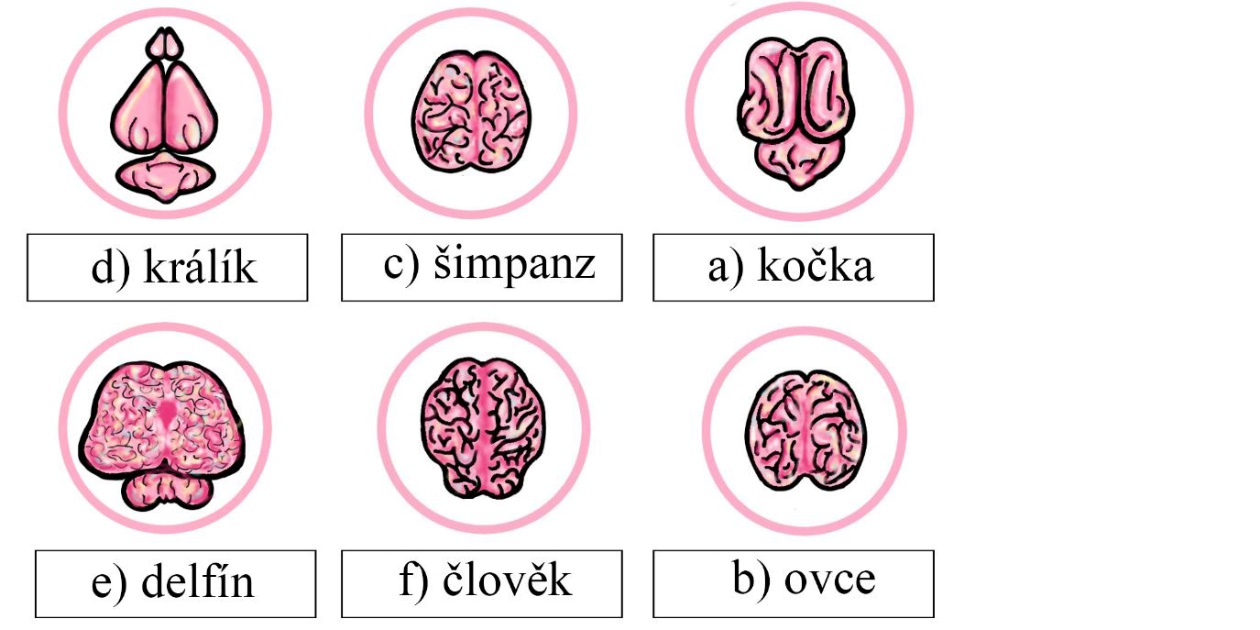 d) králík
c) šimpanz
a) kočka
e) delfín
f) člověk
b) ovce